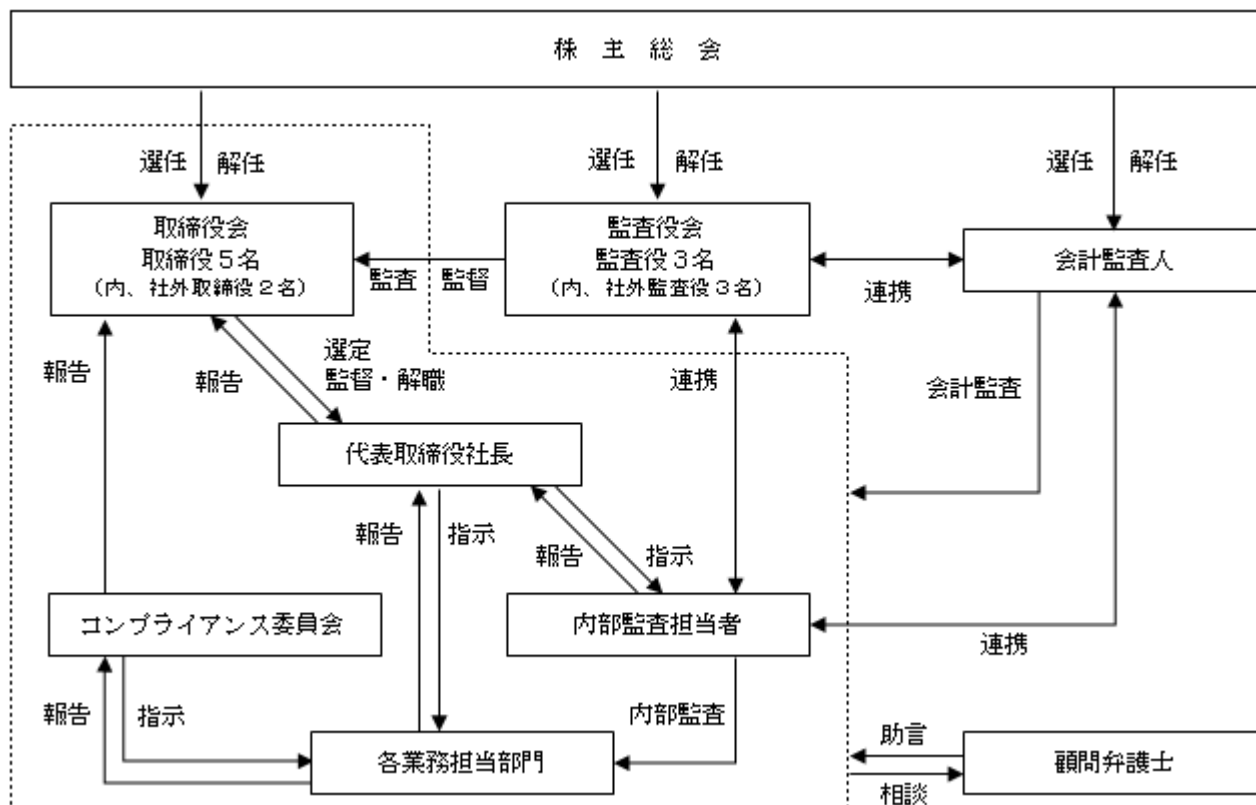 株 主 総 会
選任 解任
選任 解任
選任 解任
取締役会
取締役５名
（内、社外取締役２名）
監査 監督
監査役会
監査役３名
（内、社外監査役３名）
連携
会計監査人
報告
報告
選定
監督・解職
連携
会計監査
代表取締役社長
報告
指示
報告
指示
コンプライアンス委員会
内部監査担当者
連携
報告
指示
内部監査
各業務担当部門
助言
相談
顧問弁護士